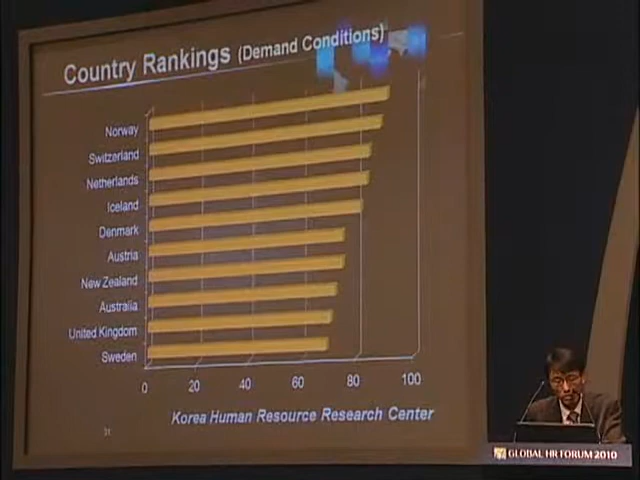 Country Rankings (Demand Conditions)
Norway
Switzerland
Netherlands
Iceland
Denmark
Austria
New Zealand
Australia
United Kingdom
Sweden
0 20 40 60 80 100
Korea Human Resource Research Center
31
GLOBAL HR FORUM 2010